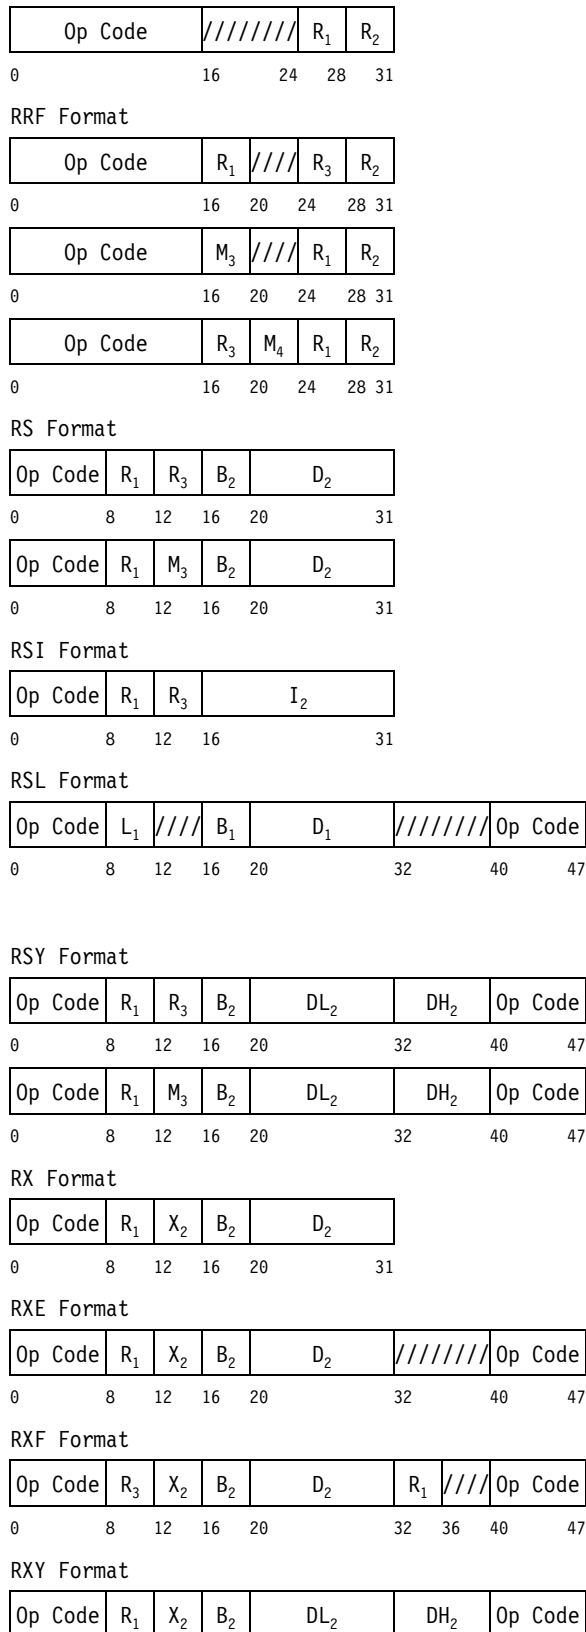 Op Code //////// R₁ R₂
0 16 24 28 31
RRF Format
Op Code R₁ //// R₃ R₂
0 16 20 24 28 31
Op Code M₃ //// R₁ R₂
0 16 20 24 28 31
Op Code R₃ M₄ R₁ R₂
0 16 20 24 28 31
RS Format
Op Code R₁ R₃ B₂ D₂
0 8 12 16 20 31
Op Code R₁ M₃ B₂ D₂
0 8 12 16 20 31
RSI Format
Op Code R₁ R₃ I₂
0 8 12 16 31
RSL Format
Op Code L₁ //// B₁ D₁ //////// Op Code
0 8 12 16 20 32 40 47
RSY Format
Op Code R₁ R₃ B₂ DL₂ DH₂ Op Code
0 8 12 16 20 32 40 47
Op Code R₁ M₃ B₂ DL₂ DH₂ Op Code
0 8 12 16 20 32 40 47
RX Format
Op Code R₁ X₂ B₂ D₂
0 8 12 16 20 31
RXE Format
Op Code R₁ X₂ B₂ D₂ //////// Op Code
0 8 12 16 20 32 40 47
RXF Format
Op Code R₃ X₂ B₂ D₂ R₁ //// Op Code
0 8 12 16 20 32 36 40 47
RXY Format
Op Code R₁ X₂ B₂ DL₂ DH₂ Op Code